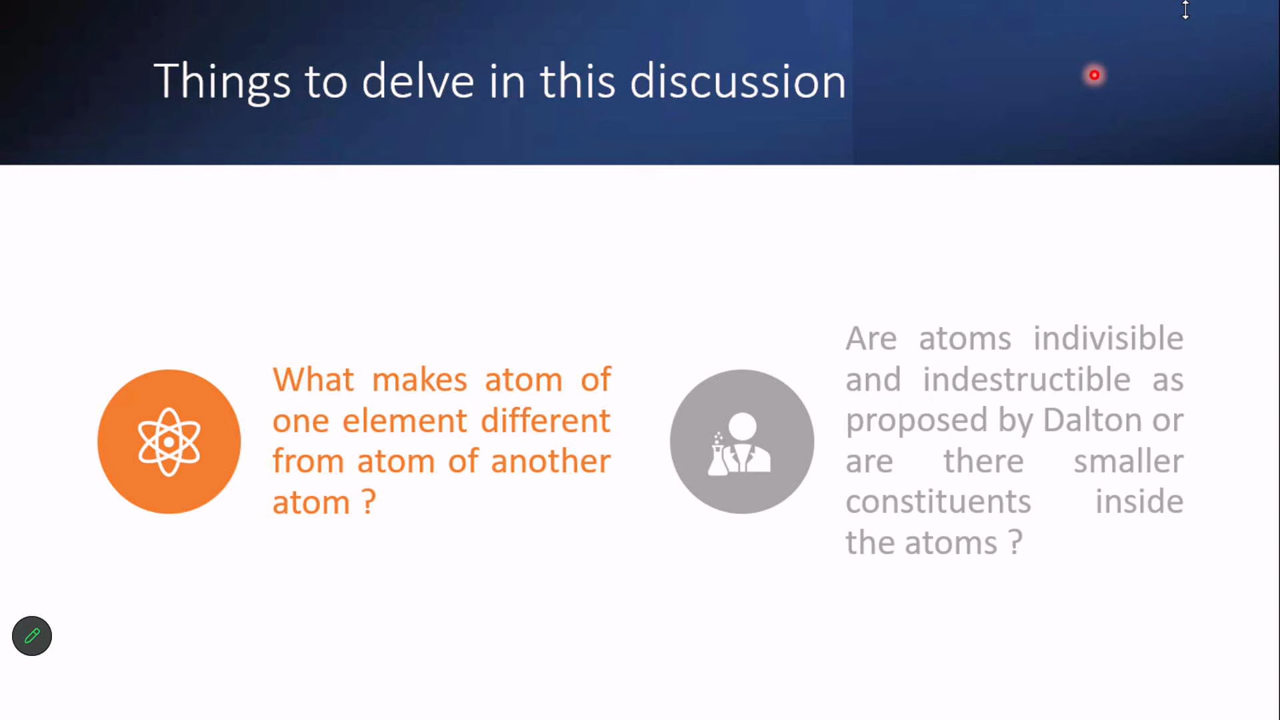 Things to delve in this discussion
What makes atom of
one element different
from atom of another
atom ?
Are atoms indivisible
and indestructible as
proposed by Dalton or
are there smaller
constituents inside
the atoms ?